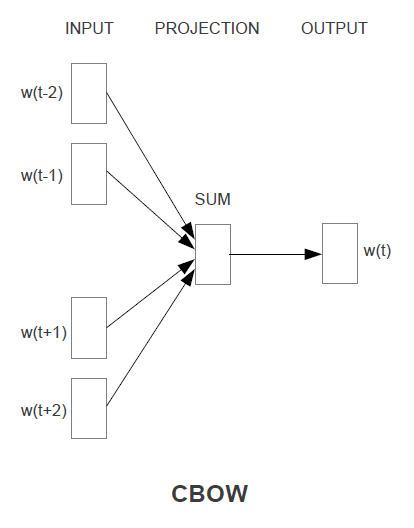 INPUT PROJECTION OUTPUT
w(t-2)
w(t-1)
SUM
w(t)
w(t+1)
w(t+2)
CBOW